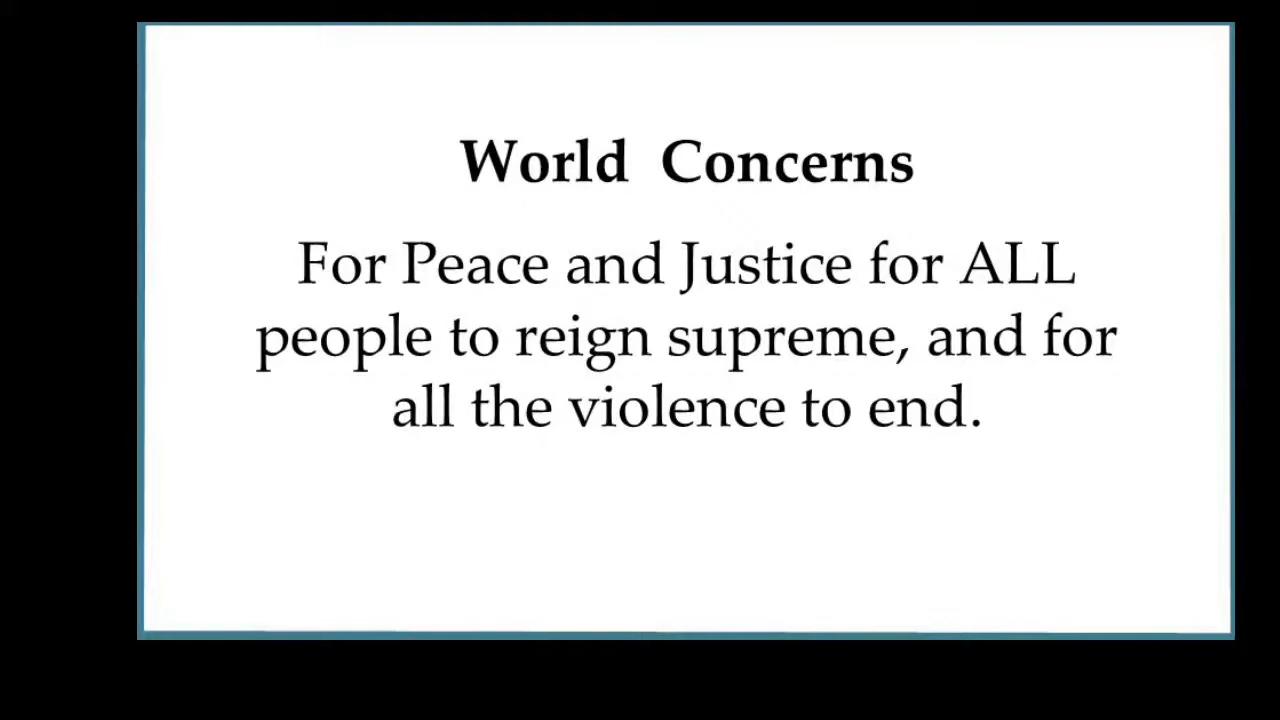 World Concerns
For Peace and Justice for ALL
people to reign supreme, and for
all the violence to end.